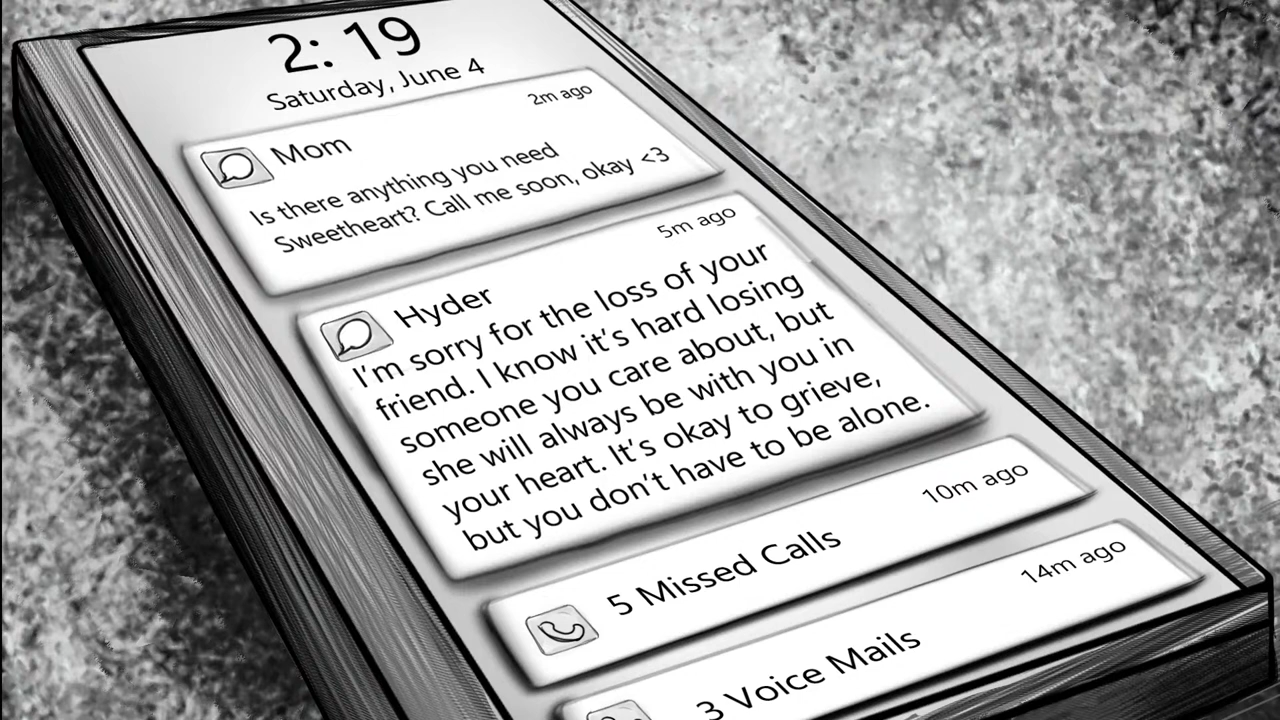 2: 19
Saturday, June 4
2m ago
Mom
Is there anything you need
Sweetheart? Call me soon, okay <3
5m ago
Hyder
I'm sorry for the loss of your
friend. I know it's hard losing
someone you care about, but
she will always be with you in
your heart. It's okay to grieve,
but you don't have to be alone.
10m ago
5 Missed Calls
14m ago
3 Voice Mails